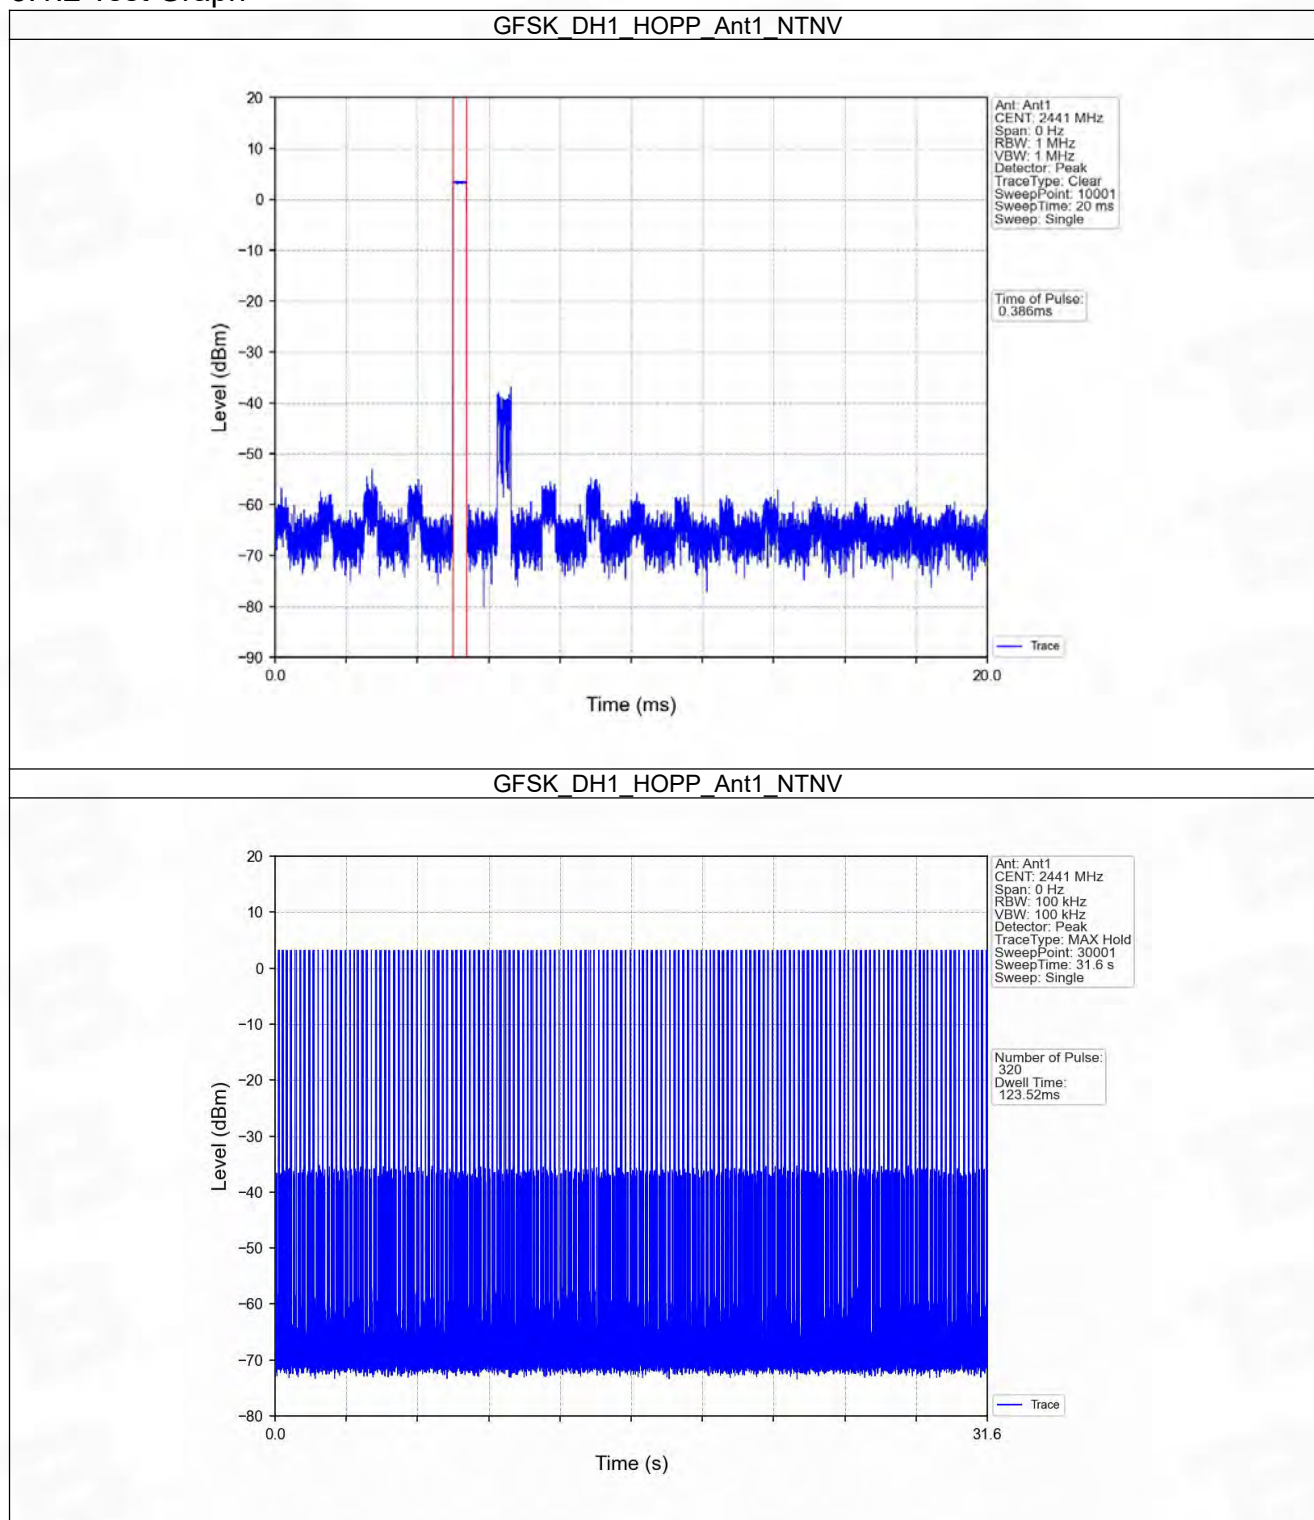 GFSK_DH1_HOPP_Ant1_NTNV
20
10
0
−10
−20
−30
−40
−50
−60
−70
−80
−90
Level (dBm)
0.0
20.0
Time (ms)
Ant: Ant1
CENT: 2441 MHz
Span: 0 Hz
RBW: 1 MHz
VBW: 1 MHz
Detector: Peak
TraceType: Clear
SweepPoint: 10001
SweepTime: 20 ms
Sweep: Single
Time of Pulse:
0.386ms
Trace
GFSK_DH1_HOPP_Ant1_NTNV
20
10
0
−10
−20
−30
−40
−50
−60
−70
−80
Level (dBm)
0.0
31.6
Time (s)
Ant: Ant1
CENT: 2441 MHz
Span: 0 Hz
RBW: 100 kHz
VBW: 100 kHz
Detector: Peak
TraceType: MAX Hold
SweepPoint: 30001
SweepTime: 31.6 s
Sweep: Single
Number of Pulse:
320
Dwell Time:
123.52ms
Trace